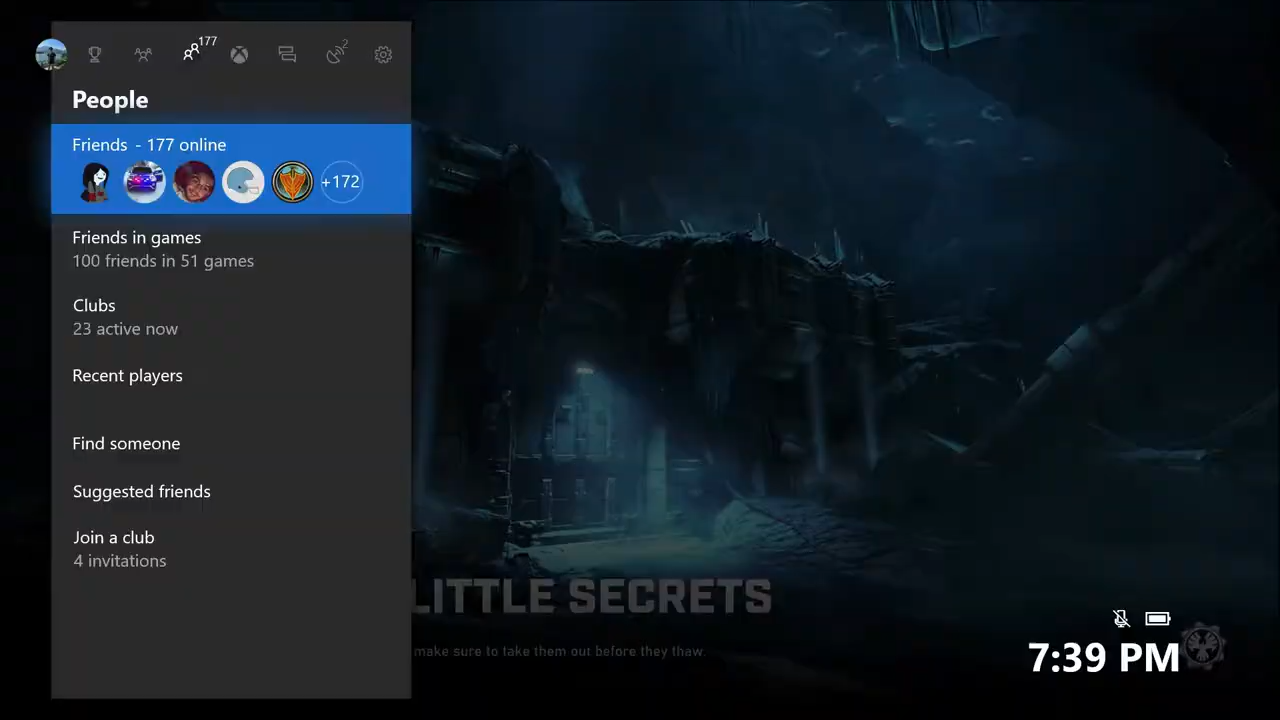 177
2
People
Friends - 177 online
+172
Friends in games
100 friends in 51 games
Clubs
23 active now
Recent players
Find someone
Suggested friends
Join a club
4 invitations
LITTLE SECRETS
make sure to take them out before they thaw.
7:39 PM